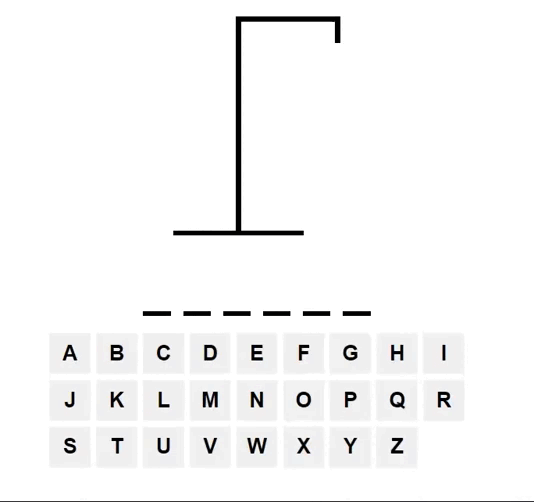 _ _ _ _ _ _
A B C D E F G H I
J K L M N O P Q R
S T U V W X Y Z